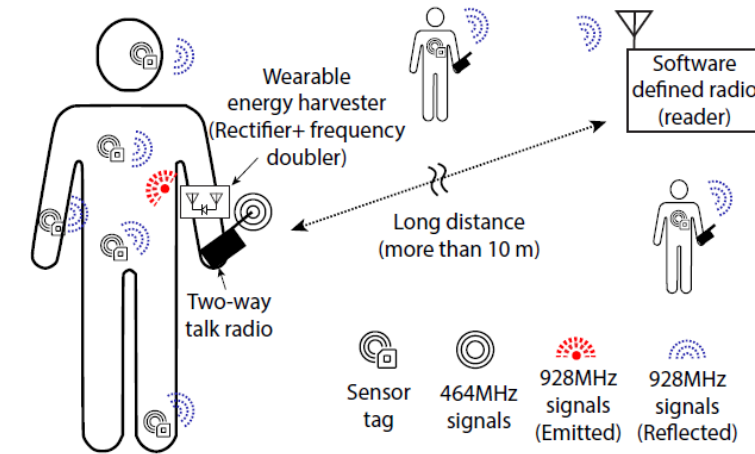 Wearable
energy harvester
(Rectifier+ frequency
doubler)
Software
defined radio
(reader)
Long distance
(more than 10 m)
Two-way
talk radio
Sensor
tag
464MHz
signals
928MHz
signals
(Emitted)
928MHz
signals
(Reflected)